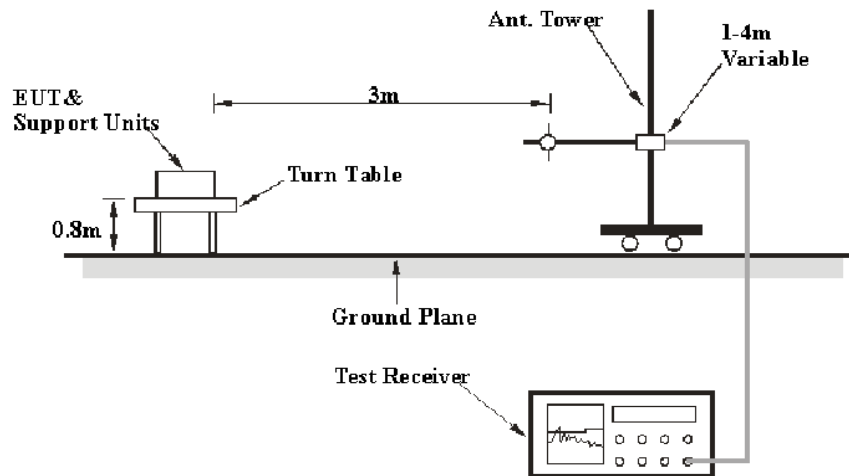 Ant. Tower
1-4m
Variable
3m
EUT&
Support Units
Turn Table
0.8m
Ground Plane
Test Receiver